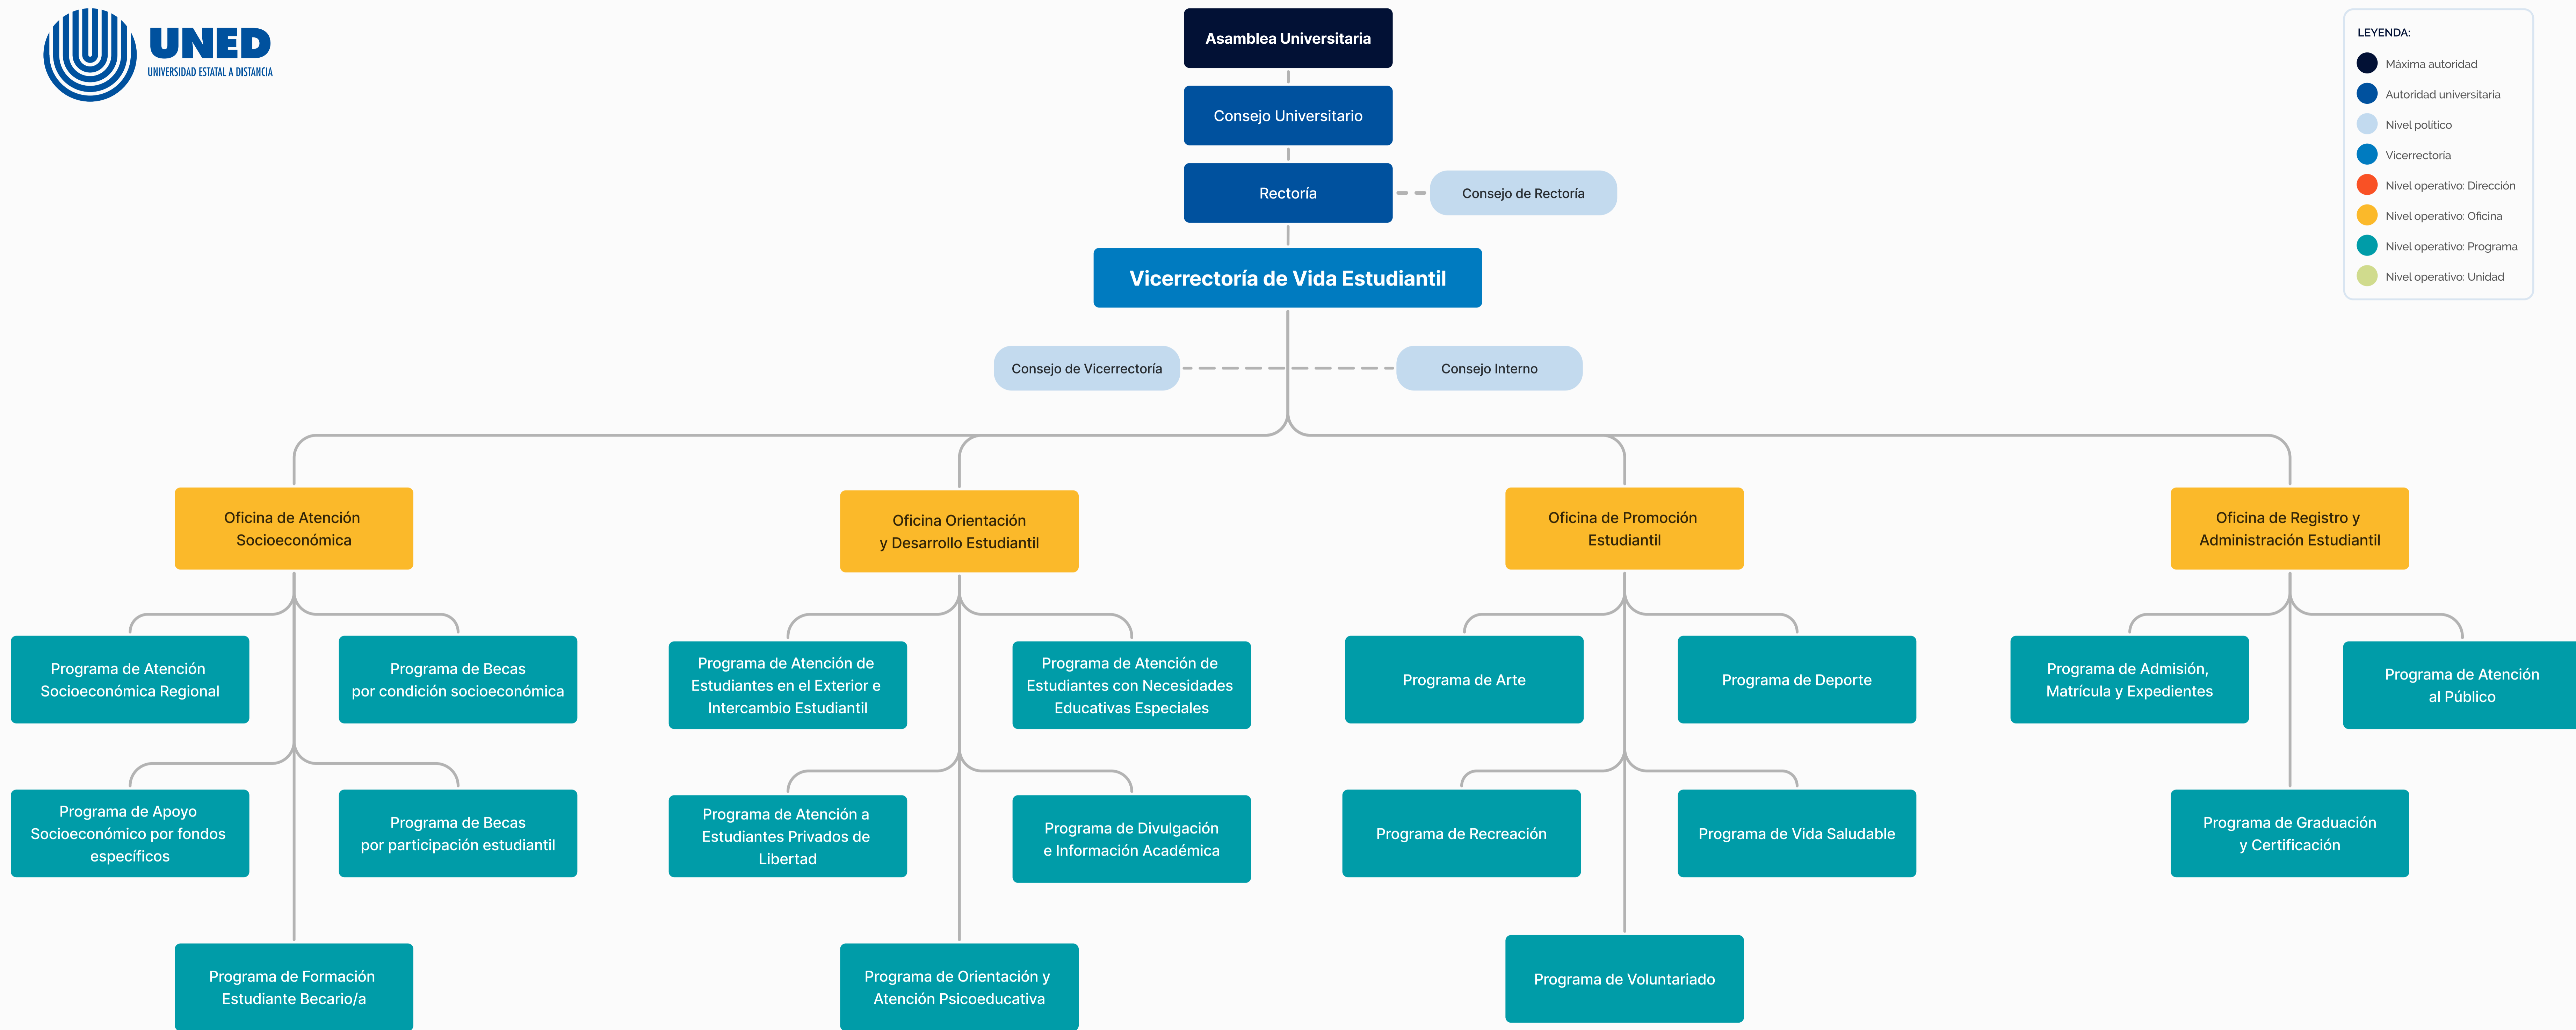 UNED
UNIVERSIDAD ESTATAL A DISTANCIA
Asamblea Universitaria
Consejo Universitario
Rectoría
Consejo de Rectoría
Vicerrectoría de Vida Estudiantil
Consejo de Vicerrectoría
Consejo Interno
LEYENDA:
Máxima autoridad
Autoridad universitaria
Nivel político
Vicerrectoría
Nivel operativo: Dirección
Nivel operativo: Oficina
Nivel operativo: Programa
Nivel operativo: Unidad
Oficina de Atención
Socioeconómica
Oficina Orientación
y Desarrollo Estudiantil
Oficina de Promoción
Estudiantil
Oficina de Registro y
Administración Estudiantil
Programa de Atención
Socioeconómica Regional
Programa de Becas
por condición socioeconómica
Programa de Atención de
Estudiantes en el Exterior e
Intercambio Estudiantil
Programa de Atención de
Estudiantes con Necesidades
Educativas Especiales
Programa de Arte
Programa de Deporte
Programa de Admisión,
Matrícula y Expedientes
Programa de Atención
al Público
Programa de Apoyo
Socioeconómico por fondos
específicos
Programa de Becas
por participación estudiantil
Programa de Atención a
Estudiantes Privados de
Libertad
Programa de Divulgación
e Información Académica
Programa de Recreación
Programa de Vida Saludable
Programa de Graduación
y Certificación
Programa de Formación
Estudiante Becario/a
Programa de Orientación y
Atención Psicoeducativa
Programa de Voluntariado